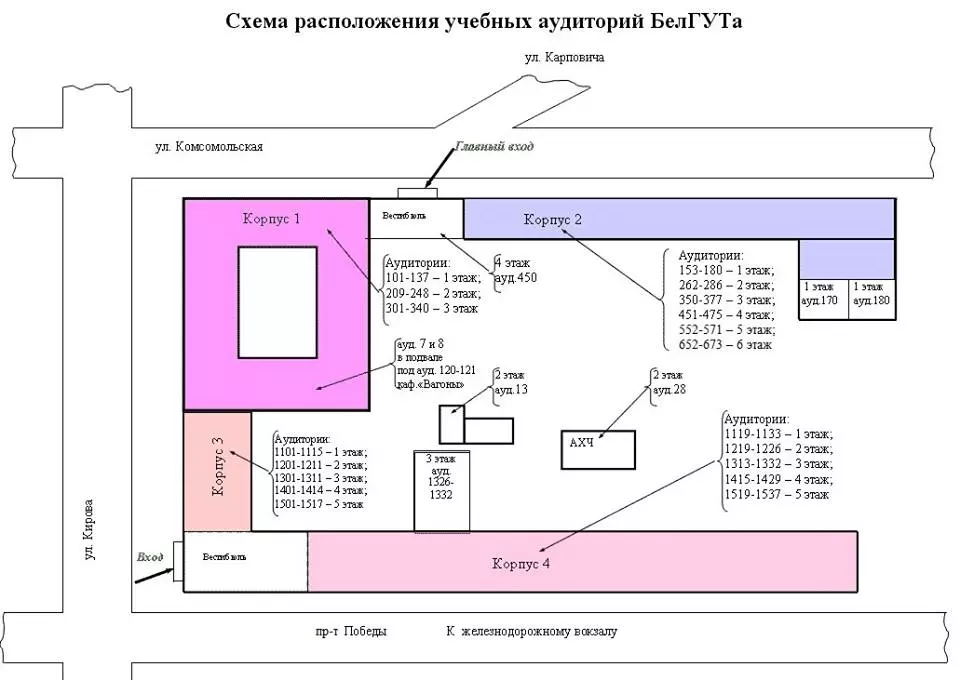 Схема расположения учебных аудиторий БелГУТа
ул. Карповича
ул. Комсомольская
Главный вход
Корпус 1
Вестибюль
Корпус 2
Аудитории:
101-137 – 1 этаж;
209-248 – 2 этаж;
301-340 – 3 этаж
4 этаж
ауд.450
Аудитории:
153-180 – 1 этаж;
262-286 – 2 этаж;
350-377 – 3 этаж;
451-475 – 4 этаж;
552-571 – 5 этаж;
652-673 – 6 этаж
1 этаж
ауд.170
1 этаж
ауд.180
ауд. 7 и 8
в подвале
под ауд. 120-121
каф.«Вагоны»
2 этаж
ауд.13
2 этаж
ауд.28
АХЧ
Корпус 3
Аудитории:
1101-1115 – 1 этаж;
1201-1211 – 2 этаж;
1301-1311 – 3 этаж;
1401-1414 – 4 этаж;
1501-1517 – 5 этаж
3 этаж
ауд.
1326-
1332
Аудитории:
1119-1133 – 1 этаж;
1219-1226 – 2 этаж;
1313-1332 – 3 этаж;
1415-1429 – 4 этаж;
1519-1537 – 5 этаж
ул. Кирова
Вход
Вестибюль
Корпус 4
пр-т Победы
К железнодорожному вокзалу